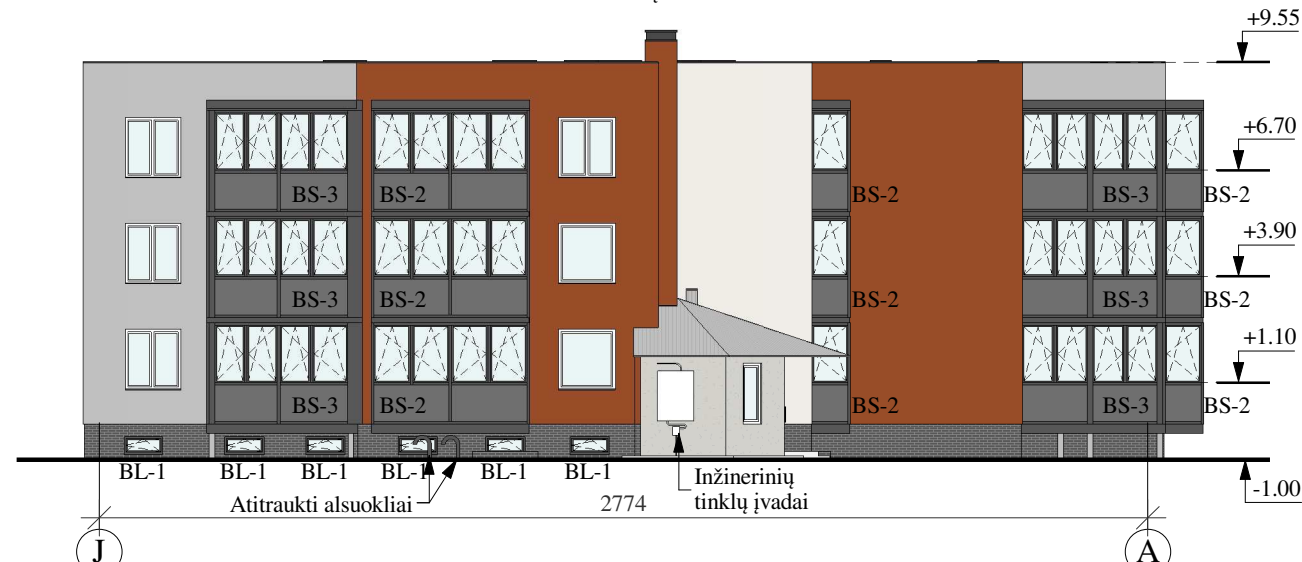 +9.55
+6.70
BS-3 BS-2 BS-2 BS-3 BS-2
+3.90
BS-3 BS-2 BS-2 BS-3 BS-2
+1.10
BS-3 BS-2 BS-2 BS-3 BS-2
BL-1 BL-1 BL-1 BL-1 BL-1 BL-1
Inžinerinių
tinklų įvadai
Atitraukti alsuokliai
2774
-1.00
J A